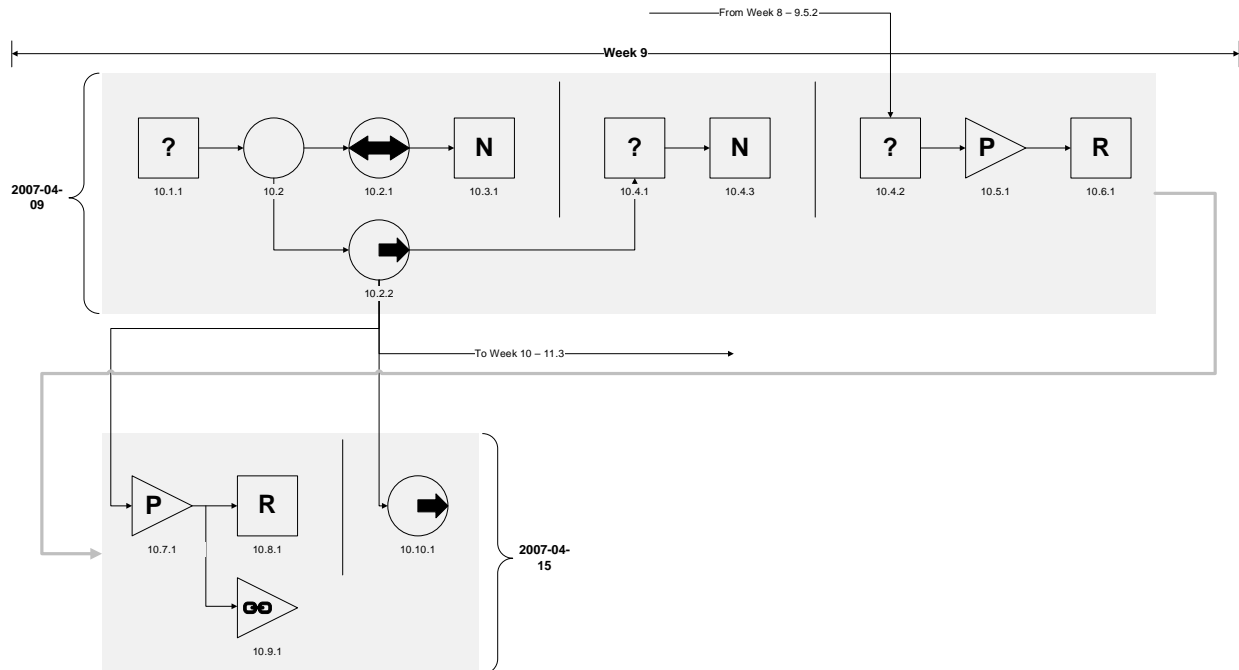 From Week 8 – 9.5.2
Week 9
2007-04-
09
?
10.1.1
10.2
10.2.1
N
10.3.1
?
10.4.1
N
10.4.3
?
10.4.2
P
10.5.1
R
10.6.1
10.2.2
To Week 10 – 11.3
P
10.7.1
R
10.8.1
10.10.1
10.9.1
2007-04-
15